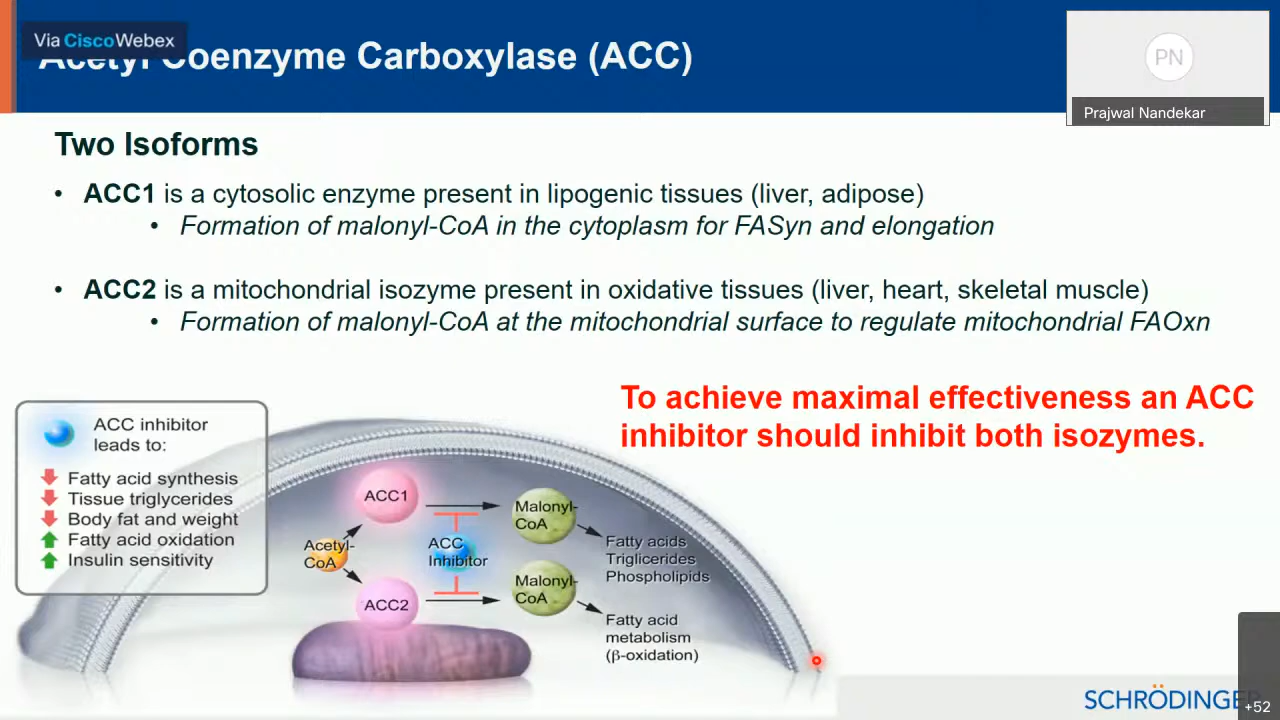 Via CiscoWebex
Acetyl Coenzyme Carboxylase (ACC)
PN
Prajwal Nandekar
Two Isoforms
• ACC1 is a cytosolic enzyme present in lipogenic tissues (liver, adipose)
• Formation of malonyl-CoA in the cytoplasm for FASyn and elongation
• ACC2 is a mitochondrial isozyme present in oxidative tissues (liver, heart, skeletal muscle)
• Formation of malonyl-CoA at the mitochondrial surface to regulate mitochondrial FAOxn
To achieve maximal effectiveness an ACC
inhibitor should inhibit both isozymes.
ACC inhibitor
leads to:
Fatty acid synthesis
Tissue triglycerides
Body fat and weight
Fatty acid oxidation
Insulin sensitivity
Acetyl-
CoA
ACC1
ACC2
ACC
Inhibitor
Malonyl-
CoA
Fatty acids
Triglicerides
Phospholipids
Malonyl-
CoA
Fatty acid
metabolism
(β-oxidation)
SCHRÖDINGER
+52